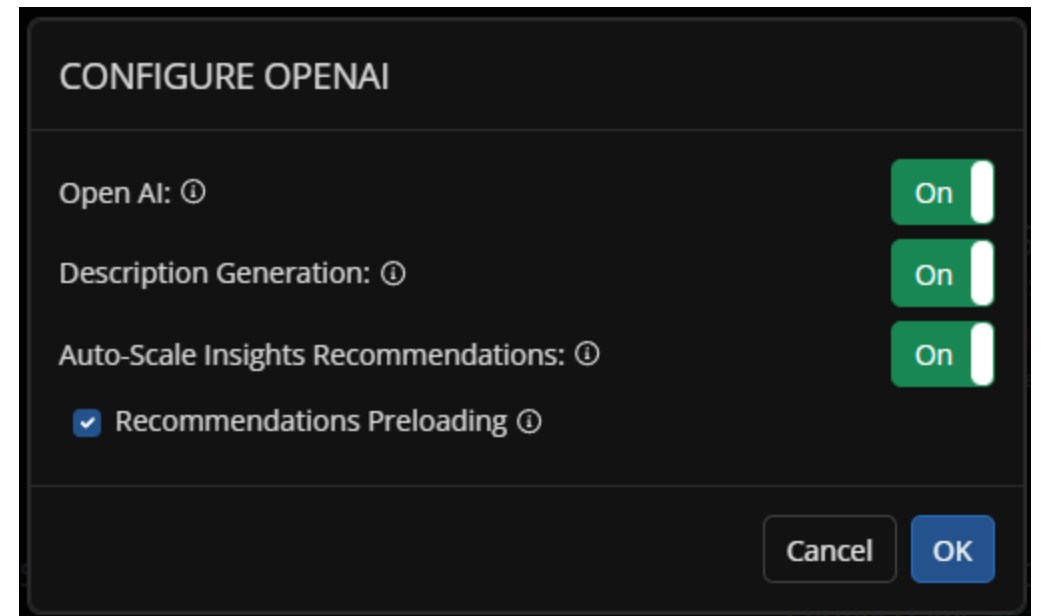 CONFIGURE OPENAI
Open AI: On
Description Generation: On
Auto-Scale Insights Recommendations: On
Recommendations Preloading
Cancel OK